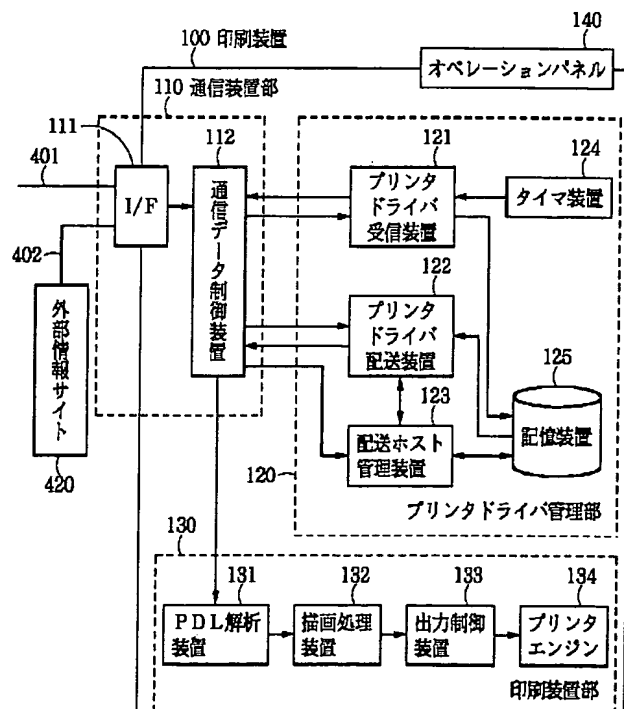 100 印刷装置
140
オペレーションパネル
110 通信装置部
111
401
I/F
112
通信データ制御装置
402
外部情報サイト
420
121
プリンタ
ドライバ
受信装置
124
タイマ装置
122
プリンタ
ドライバ
配送装置
123
配送ホスト
管理装置
125
記憶装置
120
プリンタドライバ管理部
130
131
PDL解析
装置
132
描画処理
装置
133
出力制御
装置
134
プリンタ
エンジン
印刷装置部